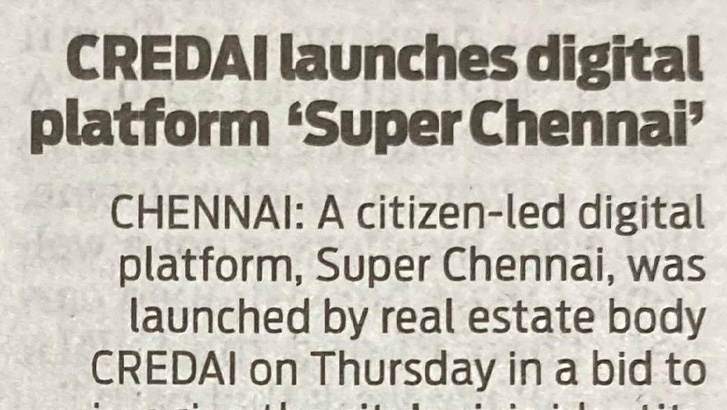 CREDAI launches digital
platform ‘Super Chennai’
CHENNAI: A citizen-led digital
platform, Super Chennai, was
launched by real estate body
CREDAI on Thursday in a bid to